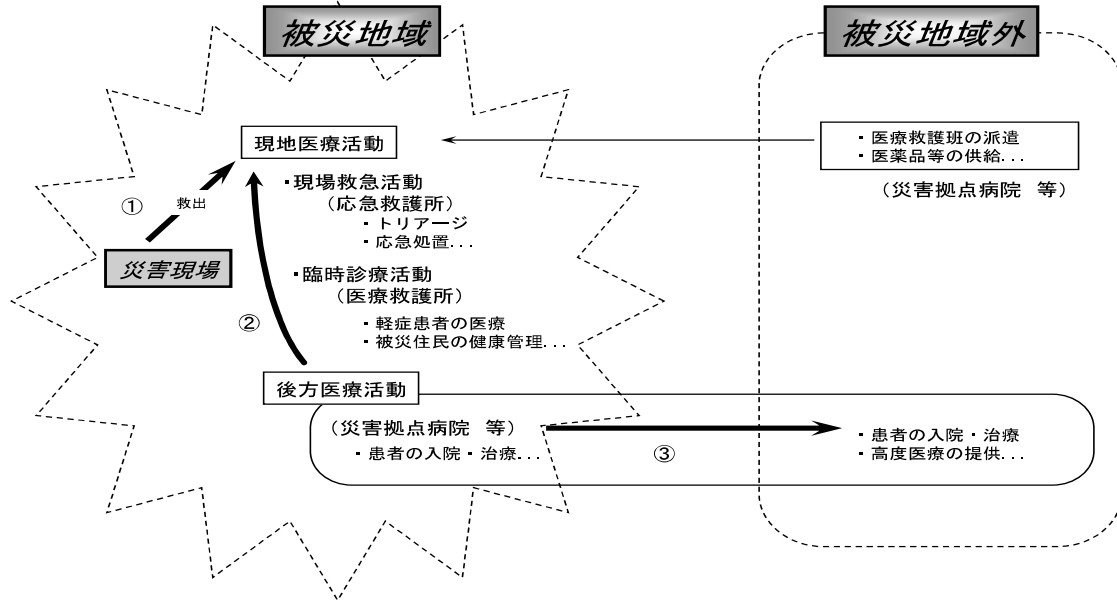 被災地域
被災地域外
現地医療活動
・医療救護班の派遣
・医薬品等の供給...
(災害拠点病院 等)
① 救出
災害現場
・現場救急活動
(応急救護所)
・トリアージ
・応急処置...
・臨時診療活動
(医療救護所)
・軽症患者の医療
・被災住民の健康管理...
②
後方医療活動
(災害拠点病院 等)
・患者の入院・治療...
③
・患者の入院・治療
・高度医療の提供...